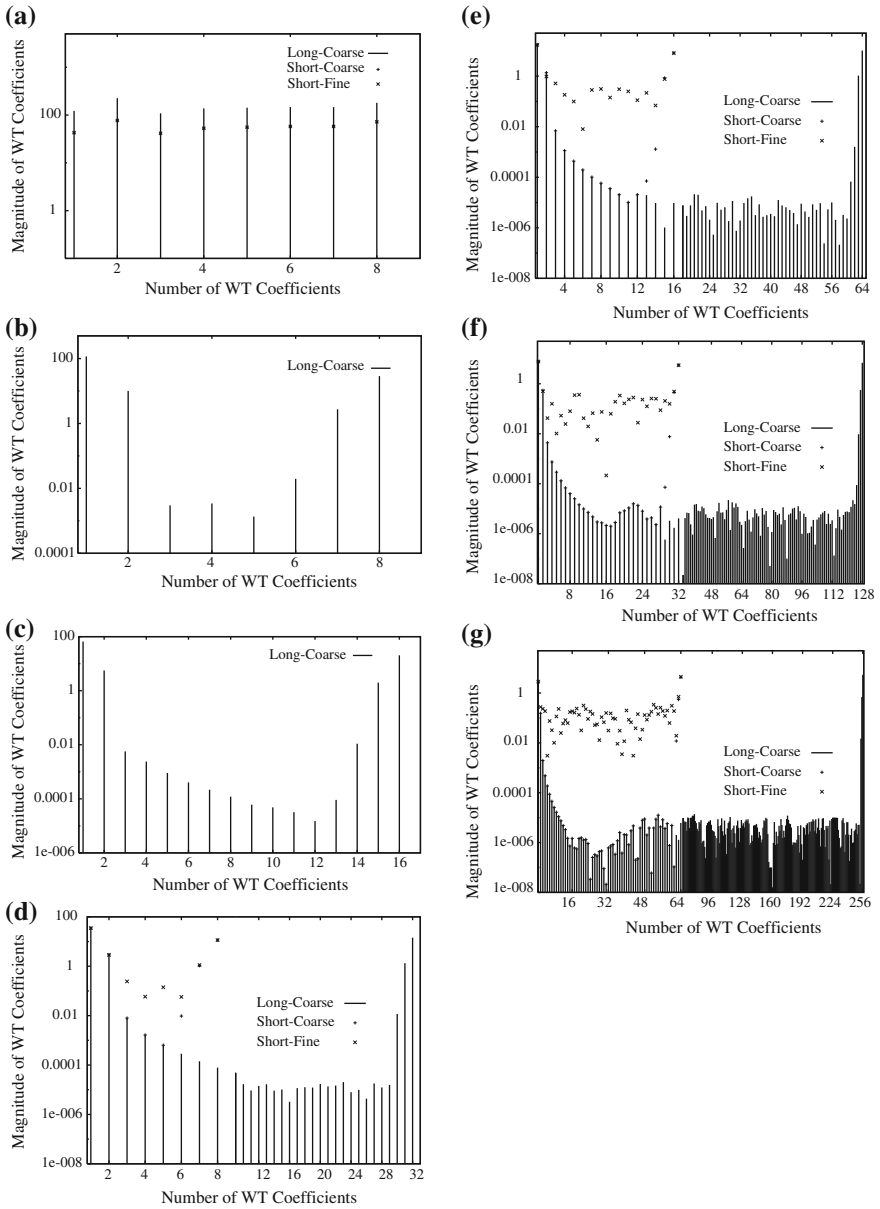 (a)
Magnitude of WT Coefficients
100
1
Long-Coarse
Short-Coarse
Short-Fine
2 4 6 8
Number of WT Coefficients
(b)
Magnitude of WT Coefficients
100
1
0.01
0.0001
Long-Coarse
2 4 6 8
Number of WT Coefficients
(c)
Magnitude of WT Coefficients
100
1
0.01
0.0001
1e-006
Long-Coarse
2 4 6 8 10 12 14 16
Number of WT Coefficients
(d)
Magnitude of WT Coefficients
100
1
0.01
0.0001
1e-006
1e-008
Long-Coarse
Short-Coarse
Short-Fine
2 4 6 8 12 16 20 24 28 32
Number of WT Coefficients
(e)
Magnitude of WT Coefficients
1
0.01
0.0001
1e-006
1e-008
Long-Coarse
Short-Coarse
Short-Fine
4 8 12 16 24 32 40 48 56 64
Number of WT Coefficients
(f)
Magnitude of WT Coefficients
1
0.01
0.0001
1e-006
1e-008
Long-Coarse
Short-Coarse
Short-Fine
8 16 24 32 48 64 80 96 112 128
Number of WT Coefficients
(g)
Magnitude of WT Coefficients
1
0.01
0.0001
1e-006
1e-008
Long-Coarse
Short-Coarse
Short-Fine
16 32 48 64 96 128 160 192 224 256
Number of WT Coefficients